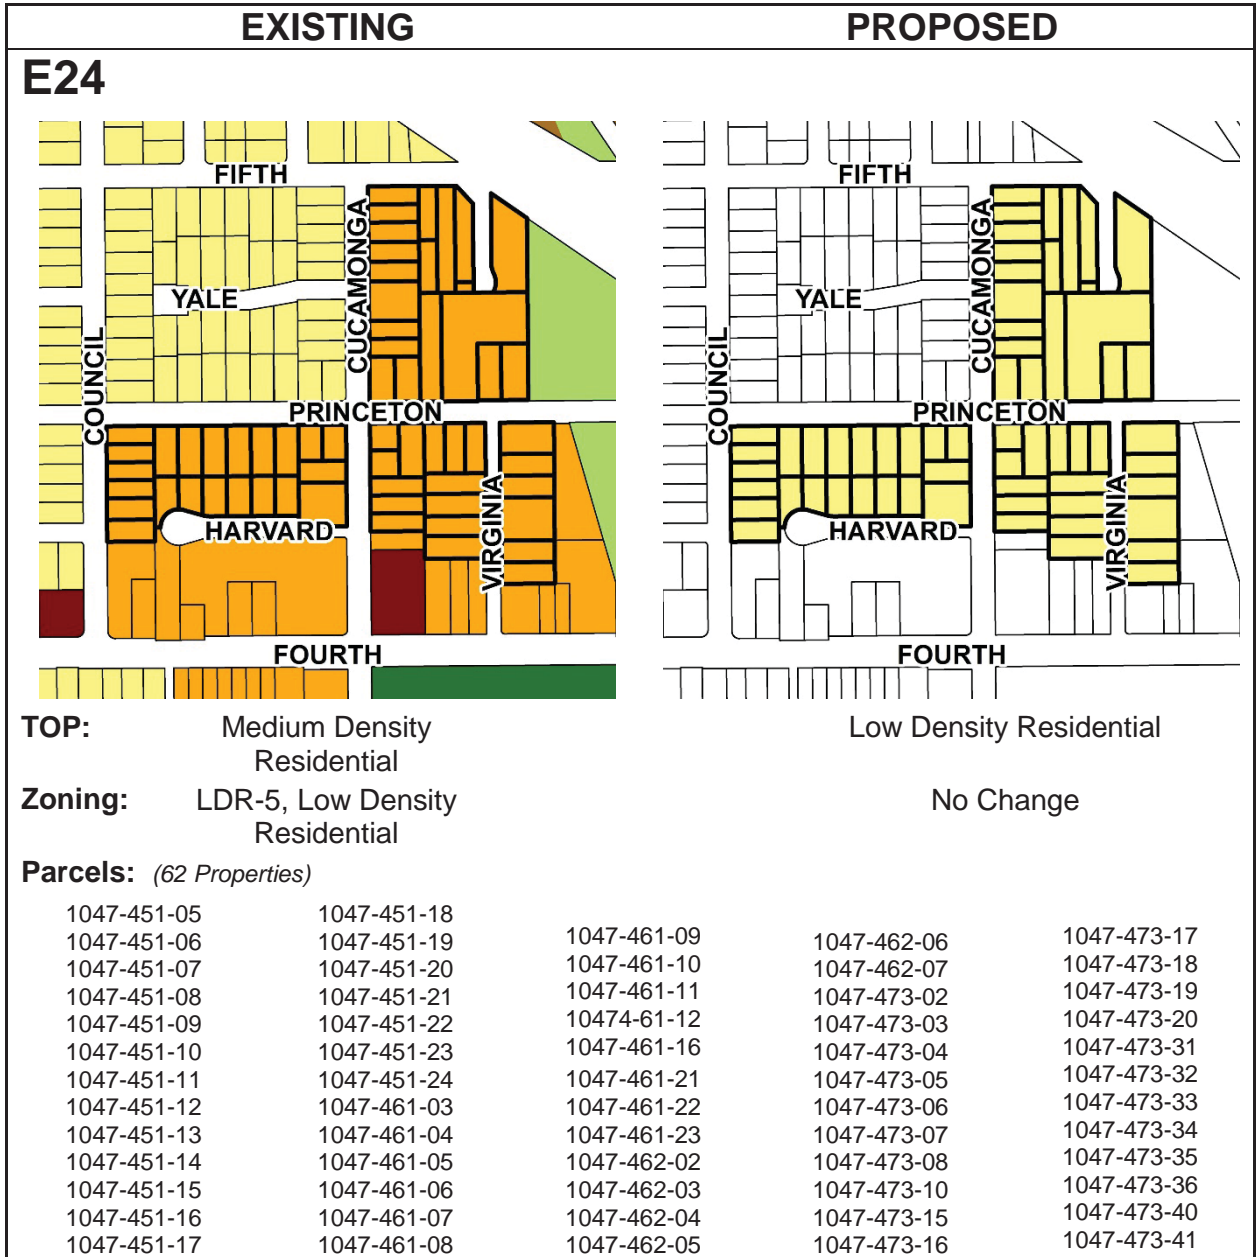 EXISTING PROPOSED
E24
FIFTH
CUCAMONGA
YALE
COUNCIL
PRINCETON
HARVARD
VIRGINIA
FOURTH
FIFTH
CUCAMONGA
YALE
COUNCIL
PRINCETON
HARVARD
VIRGINIA
FOURTH
TOP: Medium Density Low Density Residential
Residential
Zoning: LDR-5, Low Density No Change
Residential
Parcels: (62 Properties)
1047-451-05
1047-451-06
1047-451-07
1047-451-08
1047-451-09
1047-451-10
1047-451-11
1047-451-12
1047-451-13
1047-451-14
1047-451-15
1047-451-16
1047-451-17
1047-451-18
1047-451-19
1047-451-20
1047-451-21
1047-451-22
1047-451-23
1047-451-24
1047-461-03
1047-461-04
1047-461-05
1047-461-06
1047-461-07
1047-461-08
1047-461-09
1047-461-10
1047-461-11
10474-61-12
1047-461-16
1047-461-21
1047-461-22
1047-461-23
1047-462-02
1047-462-03
1047-462-04
1047-462-05
1047-462-06
1047-462-07
1047-473-02
1047-473-03
1047-473-04
1047-473-05
1047-473-06
1047-473-07
1047-473-08
1047-473-10
1047-473-15
1047-473-16
1047-473-17
1047-473-18
1047-473-19
1047-473-20
1047-473-31
1047-473-32
1047-473-33
1047-473-34
1047-473-35
1047-473-36
1047-473-40
1047-473-41